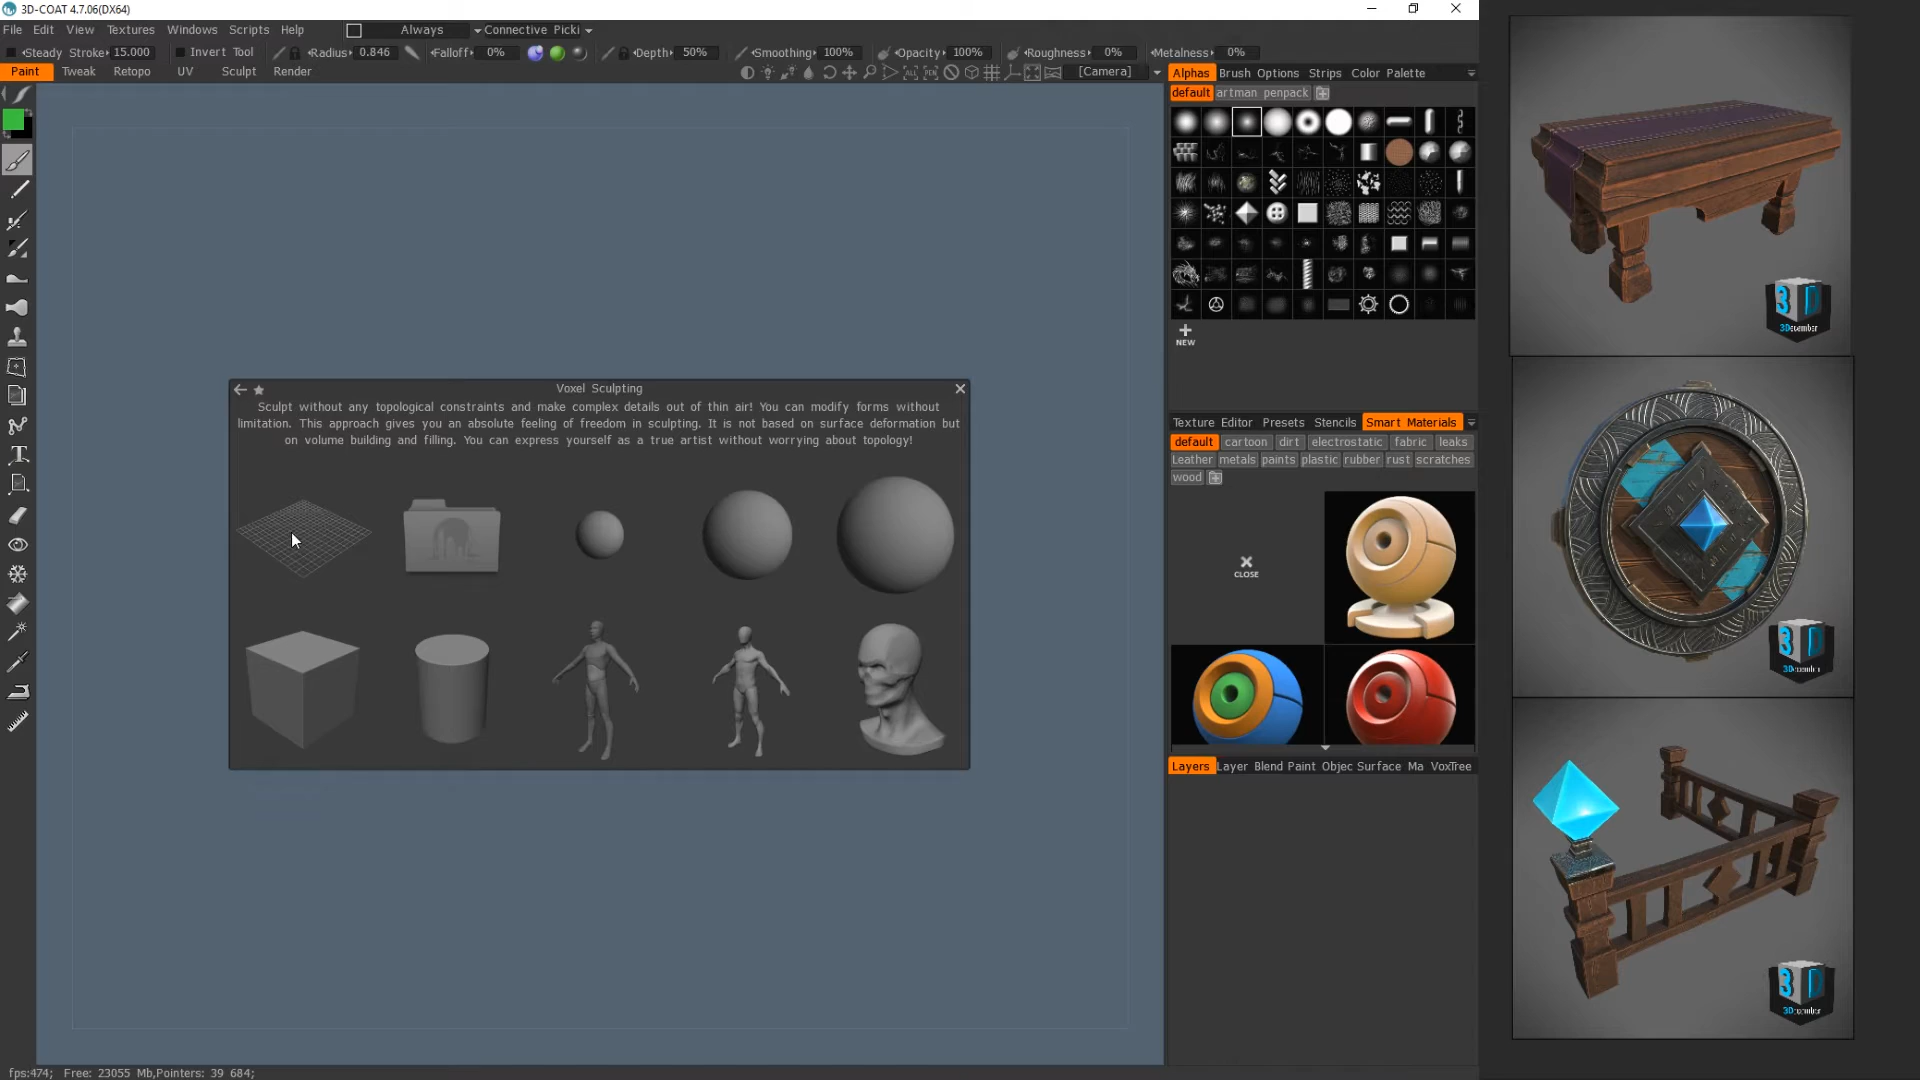 3D-COAT 4.7.06(DX64)
File Edit View Textures Windows Scripts Help Always Connective Picki
Steady Stroke 15.000 Invert Tool Radius 0.846 Falloff 0% Depth 50% Smoothing 100% Opacity 100% Roughness 0% Metalness 0%
Paint Tweak Retopo UV Sculpt Render [Camera]
Alphas Brush Options Strips Color Palette
default artman penpack
NEW
Voxel Sculpting
Sculpt without any topological constraints and make complex details out of thin air! You can modify forms without
limitation. This approach gives you an absolute feeling of freedom in sculpting. It is not based on surface deformation but
on volume building and filling. You can express yourself as a true artist without worrying about topology!
Texture Editor Presets Stencils Smart Materials
default cartoon dirt electrostatic fabric leaks
Leather metals paints plastic rubber rust scratches
wood
CLOSE
Layers Layer Blend Paint Objec Surface Ma VoxTree
fps:474; Free: 23055 Mb,Pointers: 39 684;
3D
3December
3D
3December
3D
3December